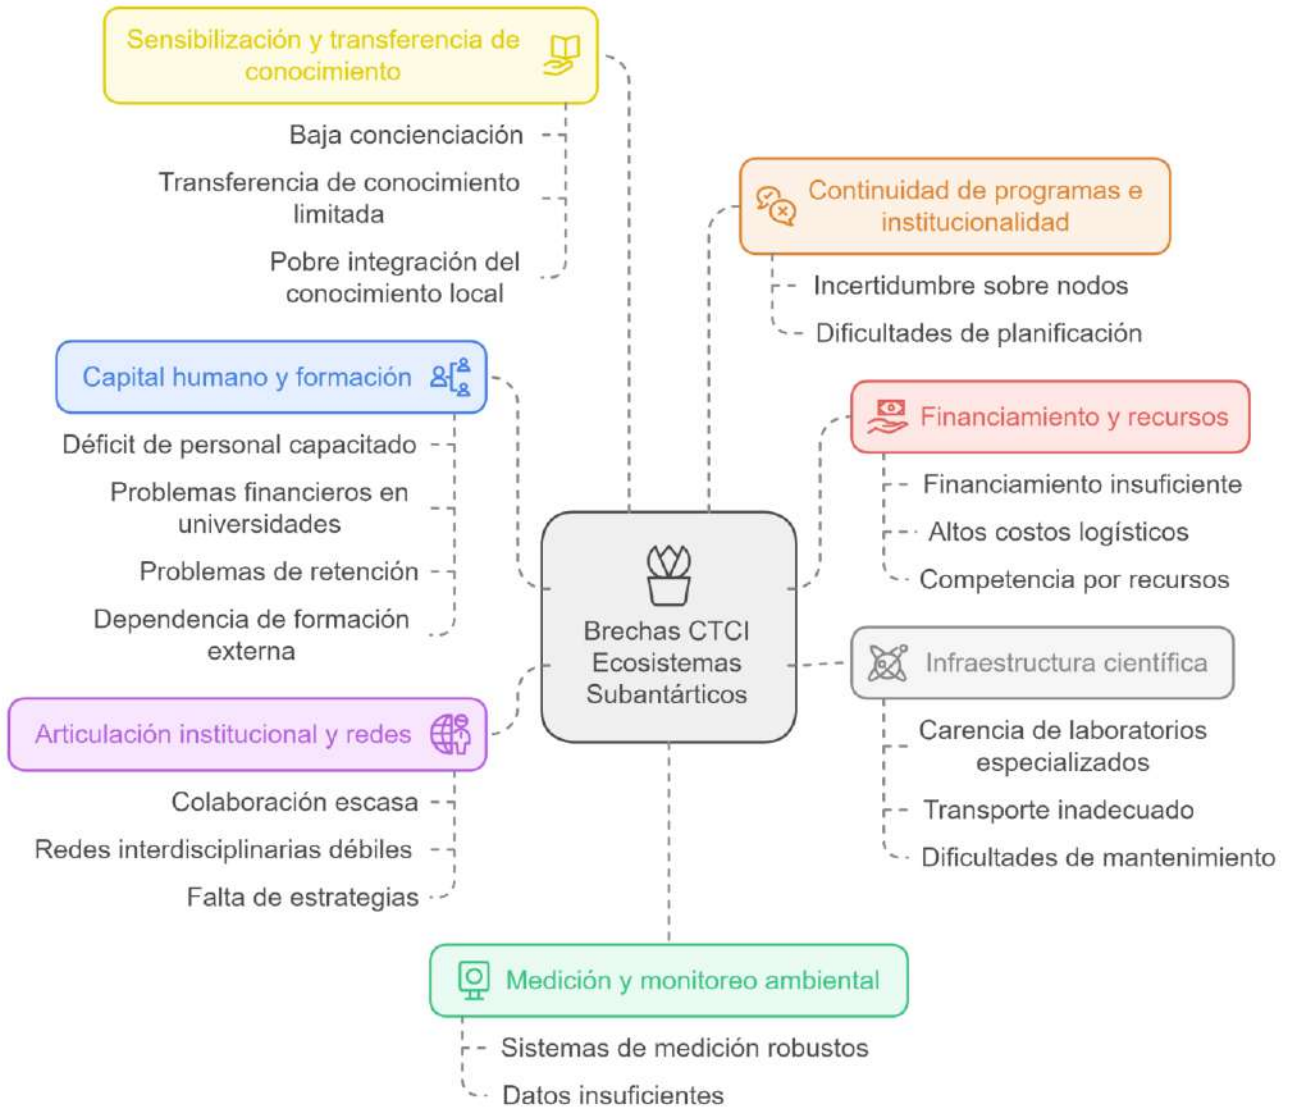 Sensibilización y transferencia de
conocimiento
Baja concienciación
Transferencia de conocimiento
limitada
Pobre integración del
conocimiento local
Continuidad de programas e
institucionalidad
Incertidumbre sobre nodos
Dificultades de planificación
Capital humano y formación
Déficit de personal capacitado
Problemas financieros en
universidades
Problemas de retención
Dependencia de formación
externa
Financiamiento y recursos
Financiamiento insuficiente
Altos costos logísticos
Competencia por recursos
Brechas CTCI
Ecosistemas
Subantárticos
Infraestructura científica
Carencia de laboratorios
especializados
Transporte inadecuado
Dificultades de mantenimiento
Articulación institucional y redes
Colaboración escasa
Redes interdisciplinarias débiles
Falta de estrategias
Medición y monitoreo ambiental
Sistemas de medición robustos
Datos insuficientes